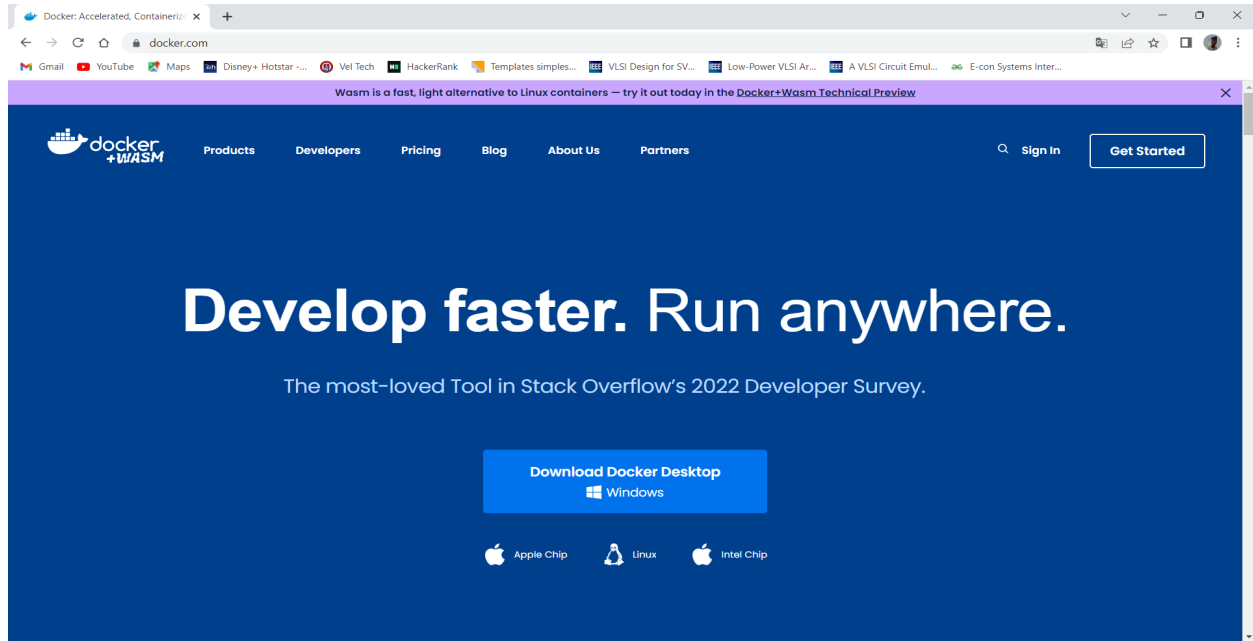 Docker: Accelerated, Containeriz
docker.com
Gmail YouTube Maps Disney+ Hotstar -... Vel Tech HackerRank Templates simples... VLSI Design for SV... Low-Power VLSI Ar... A VLSI Circuit Emul... E-con Systems Inter...
Wasm is a fast, light alternative to Linux containers — try it out today in the Docker+Wasm Technical Preview
docker
+WASM
Products Developers Pricing Blog About Us Partners Sign In Get Started
Develop faster. Run anywhere.
The most-loved Tool in Stack Overflow's 2022 Developer Survey.
Download Docker Desktop
Windows
Apple Chip Linux Intel Chip